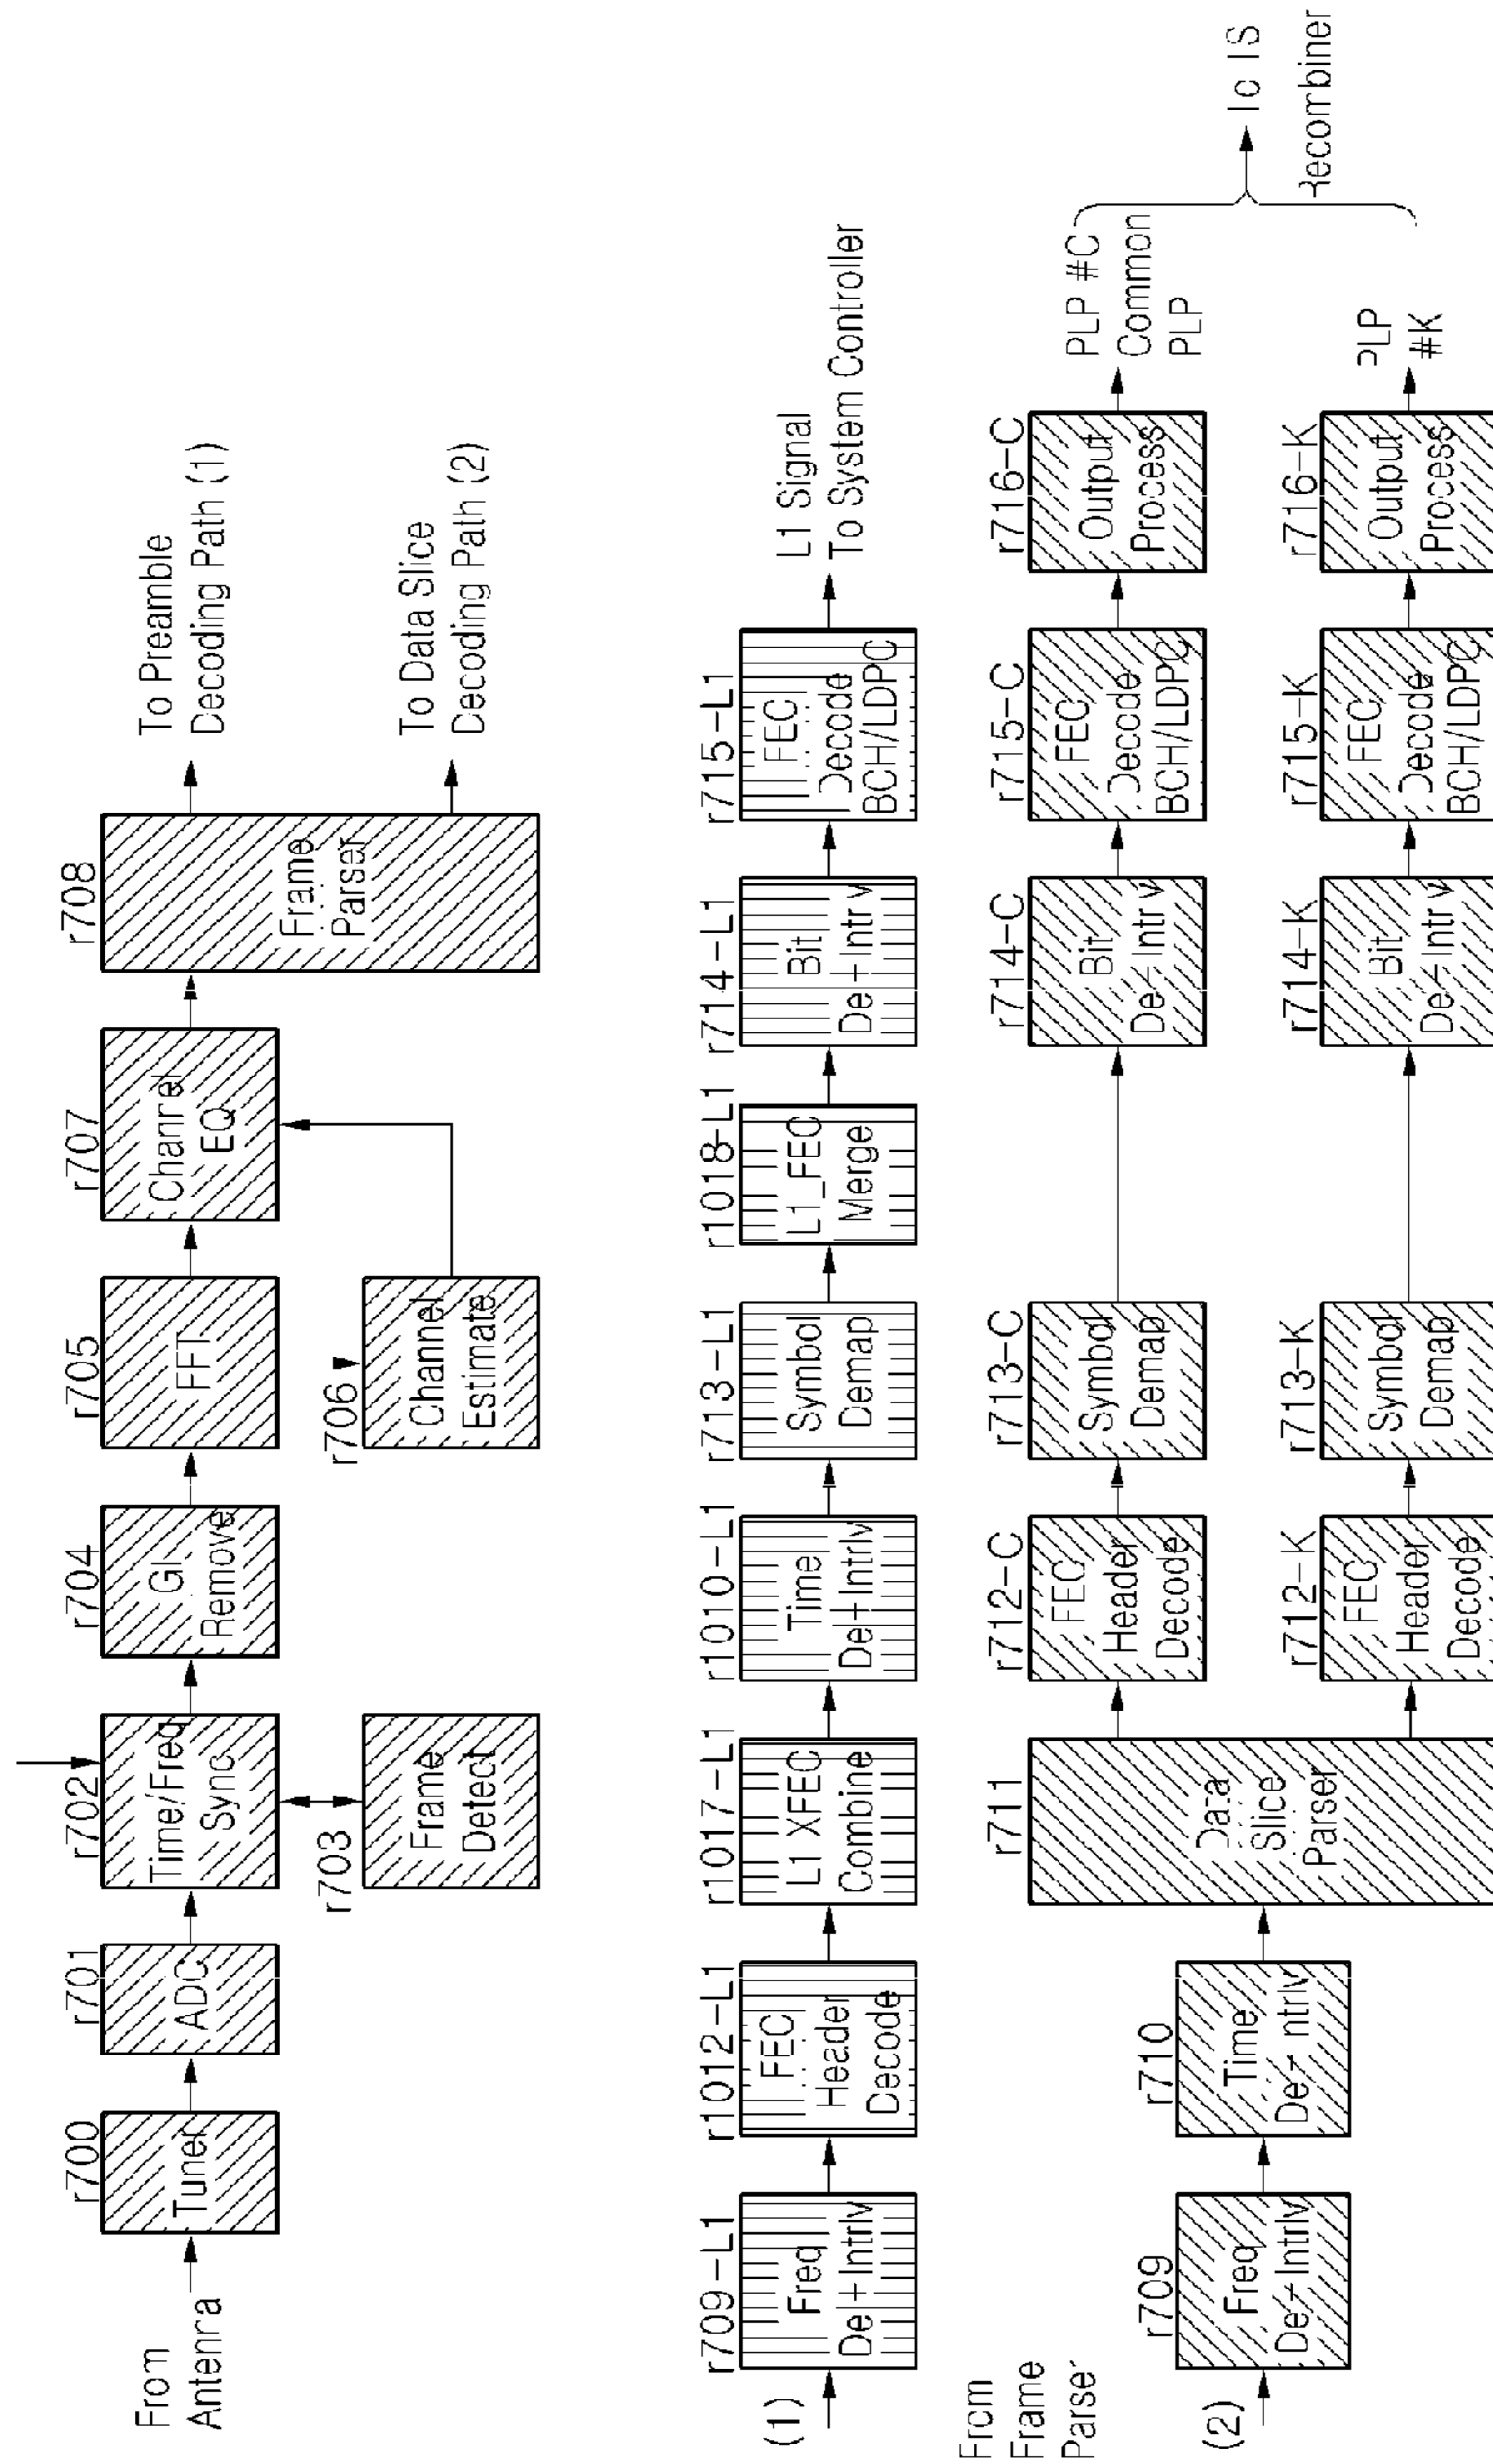 From
Antenna
r700
Tuner
r701
ADC
r702
Time/Freq
Sync
r703
Frame
Detect
r704
GI
Remove
r705
FFT
r706
Channel
Estimate
r707
Channel
EQ
r708
Frame
Parser
To Preamble
Decoding Path (1)
To Data Slice
Decoding Path (2)
(1)
r709-L1
Freq
De-Intrlv
r1012-L1
FEC
Header
Decode
r1017-L1
L1 XFEC
Combine
r1010-L1
Time
De-Intrlv
r713-L1
Symbol
Demap
r1018-L1
L1_FEC
Merge
r714-L1
Bit
De-Intrv
r715-L1
FEC
Decode
BCH/LDPC
L1 Signal
To System Controller
From
Frame
Parser
(2)
r709
Freq
De-Intrlv
r710
Time
De-Intrlv
r711
Data
Slice
Parser
r712-C
FEC
Header
Decode
r713-C
Symbol
Demap
r714-C
Bit
De-Intrv
r715-C
FEC
Decode
BCH/LDPC
r716-C
Output
Process
PLP #C
Common
PLP
r712-K
FEC
Header
Decode
r713-K
Symbol
Demap
r714-K
Bit
De-Intrv
r715-K
FEC
Decode
BCH/LDPC
r716-K
Output
Process
PLP
#K
To TS
Recombiner